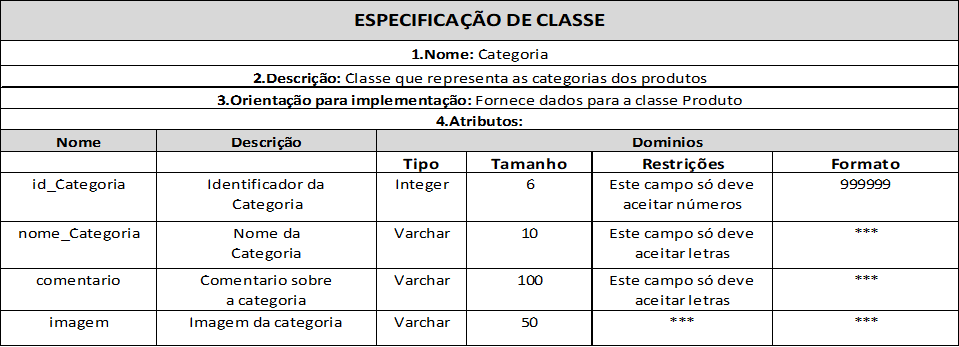 ESPECIFICAÇÃO DE CLASSE
1.Nome: Categoria
2.Descrição: Classe que representa as categorias dos produtos
3.Orientação para implementação: Fornece dados para a classe Produto
4.Atributos:
Nome Descrição Dominios
Tipo Tamanho Restrições Formato
id_Categoria Identificador da Integer 6 Este campo só deve 999999
Categoria aceitar números
nome_Categoria Nome da Varchar 10 Este campo só deve ***
Categoria aceitar letras
comentario Comentario sobre Varchar 100 Este campo só deve ***
a categoria aceitar letras
imagem Imagem da categoria Varchar 50 *** ***